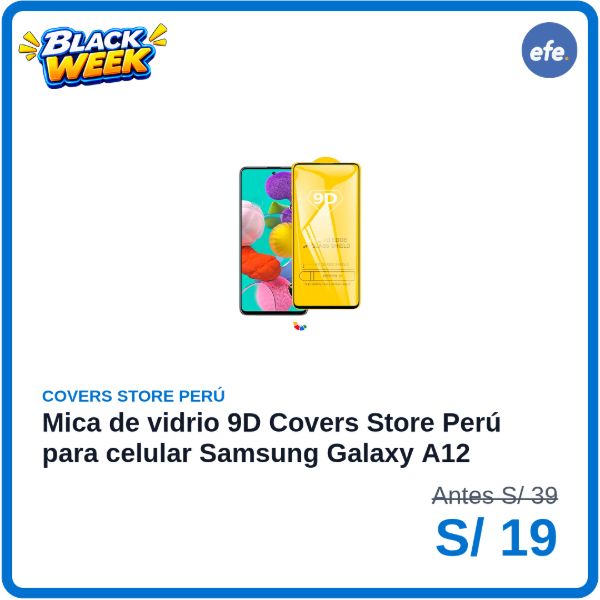 BLACK
WEEK
efe.
9D
COVERS STORE PERÚ
Mica de vidrio 9D Covers Store Perú
para celular Samsung Galaxy A12
Antes S/ 39
S/ 19